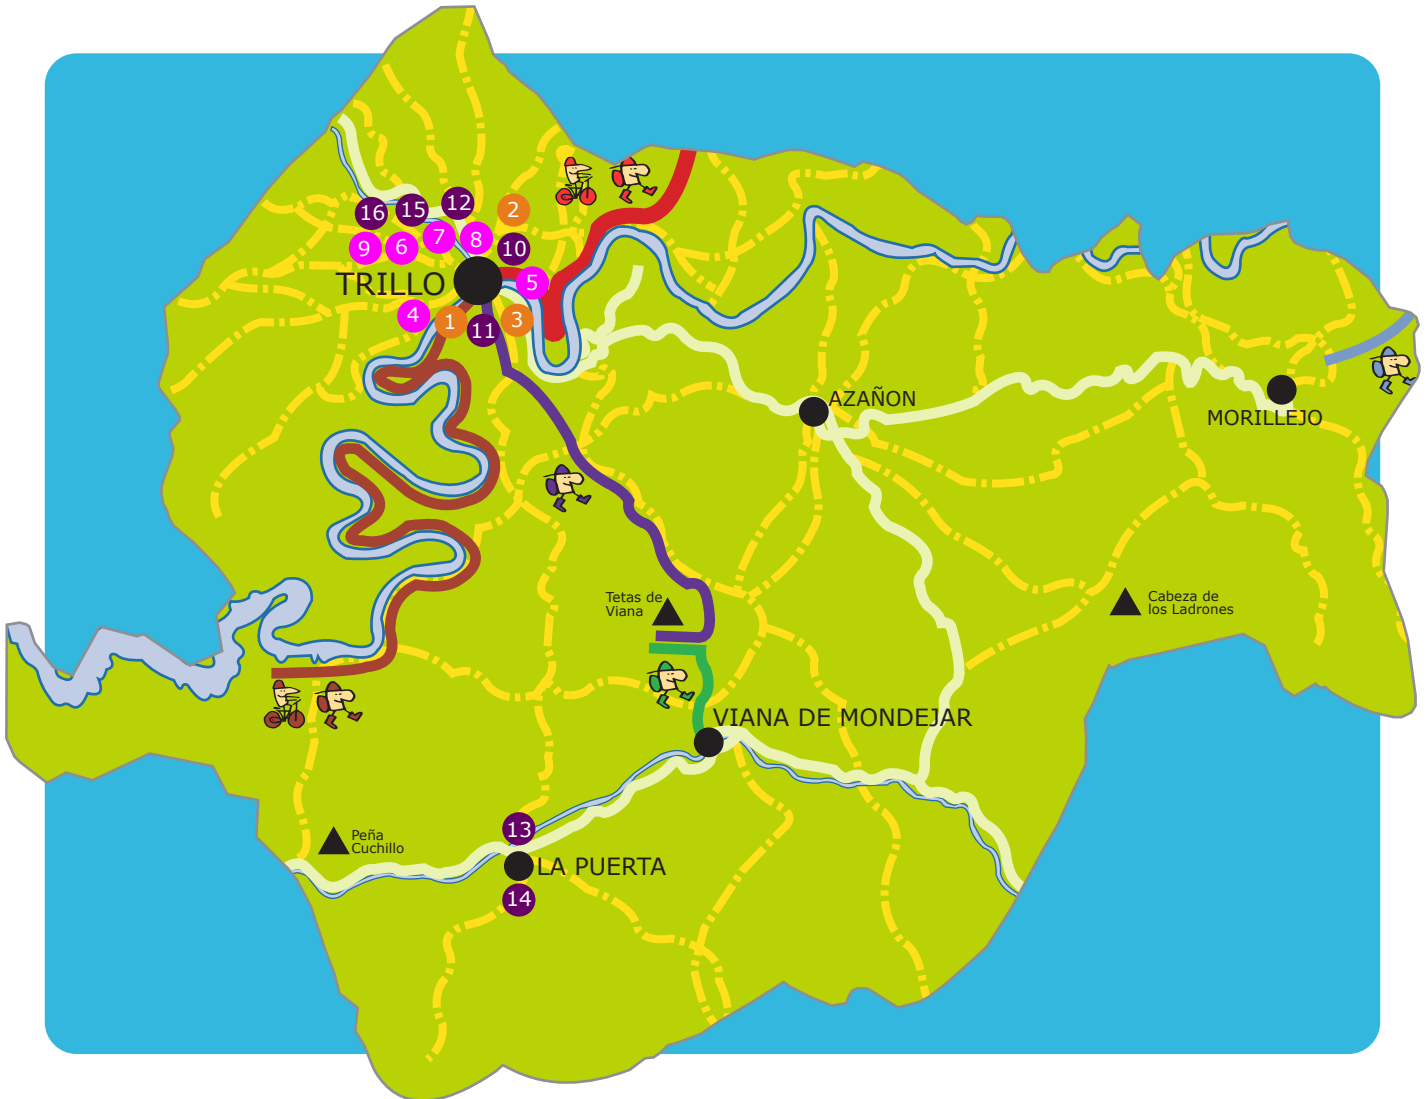 12
16
15
2
7
8
9
6
10
TRILLO
5
4
1
11
3
AZAÑON
MORILLEJO
Tetas de
Viana
Cabeza de
los Ladrones
VIANA DE MONDEJAR
13
Peña
Cuchillo
LA PUERTA
14